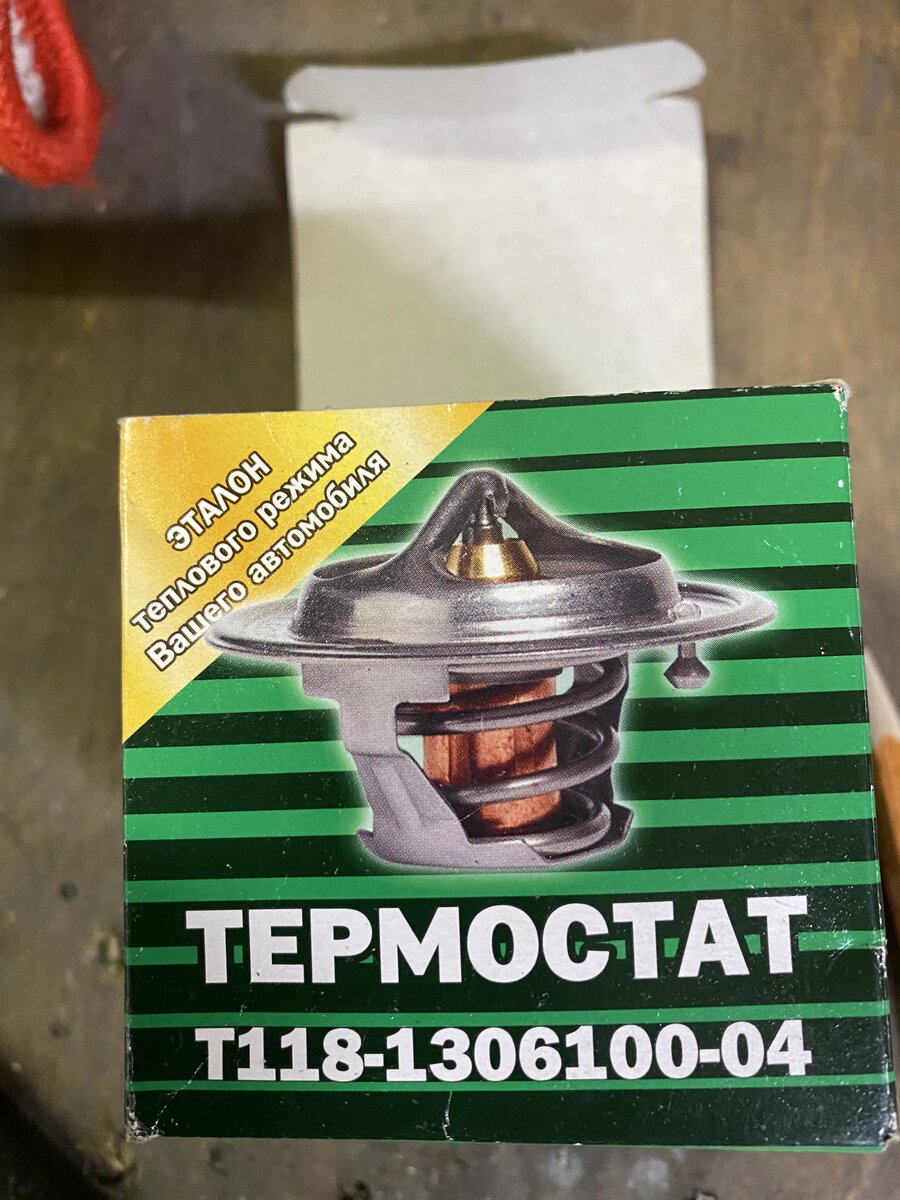 ЭТАЛОН
теплового режима
Вашего автомобиля
ТЕРМОСТАТ
Т118-1306100-04